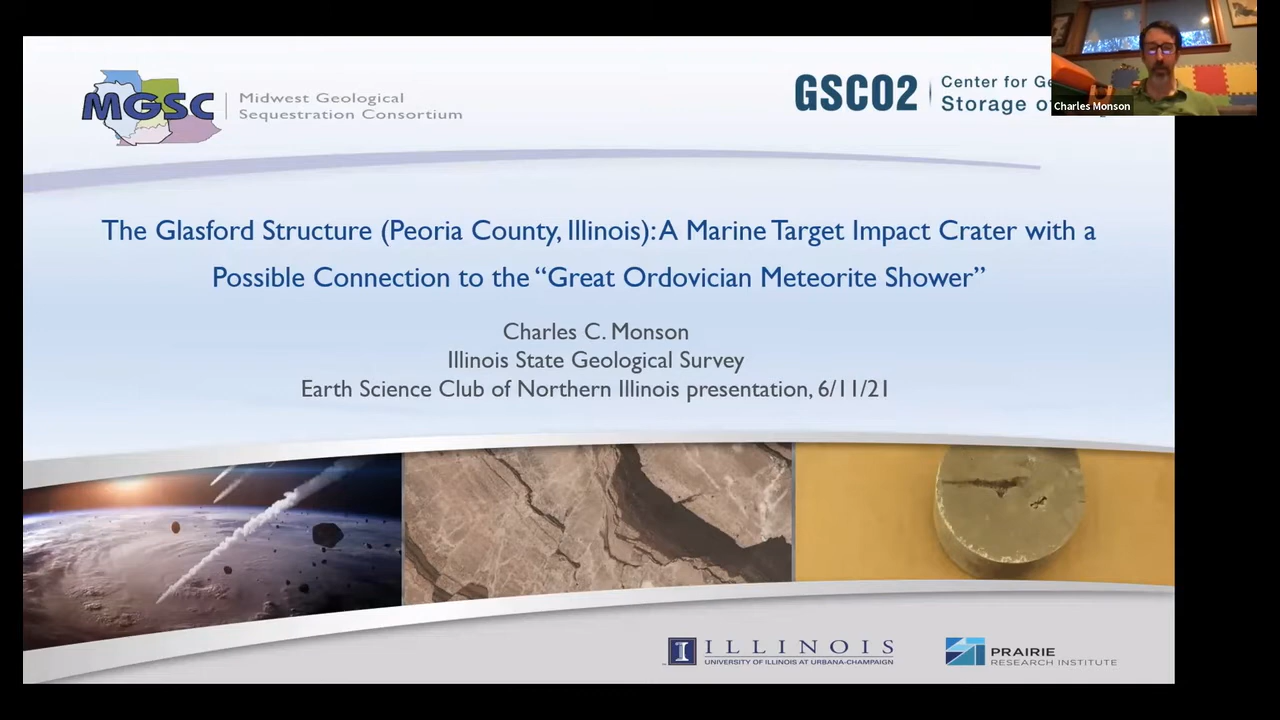 MGSC
Midwest Geological
Sequestration Consortium
GSCO2
Center for
Storage
Charles Monson
The Glasford Structure (Peoria County, Illinois): A Marine Target Impact Crater with a
Possible Connection to the “Great Ordovician Meteorite Shower”
Charles C. Monson
Illinois State Geological Survey
Earth Science Club of Northern Illinois presentation, 6/11/21
I ILLINOIS
UNIVERSITY OF ILLINOIS AT URBANA-CHAMPAIGN
PRAIRIE
RESEARCH INSTITUTE